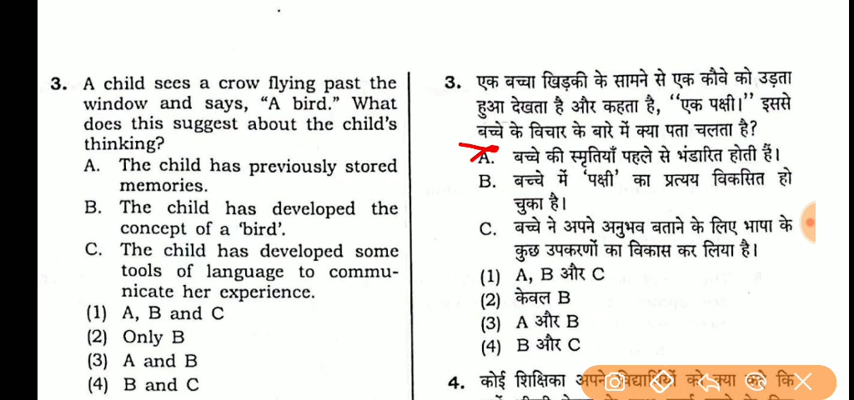 3. A child sees a crow flying past the
window and says, “A bird.” What
does this suggest about the child’s
thinking?
A. The child has previously stored
memories.
B. The child has developed the
concept of a ‘bird’.
C. The child has developed some
tools of language to commu-
nicate her experience.
(1) A, B and C
(2) Only B
(3) A and B
(4) B and C
3. एक बच्चा खिड़की के सामने से एक कौवे को उड़ता
हुआ देखता है और कहता है, ‘‘एक पक्षी।’’ इससे
बच्चे के विचार के बारे में क्या पता चलता है?
A. बच्चे की स्मृतियाँ पहले से भंडारित होती हैं।
B. बच्चे में ‘पक्षी’ का प्रत्यय विकसित हो
चुका है।
C. बच्चे ने अपने अनुभव बताने के लिए भाषा के
कुछ उपकरणों का विकास कर लिया है।
(1) A, B और C
(2) केवल B
(3) A और B
(4) B और C
4. कोई शिक्षिका अपने विद्यार्थियों को क्या कहे कि